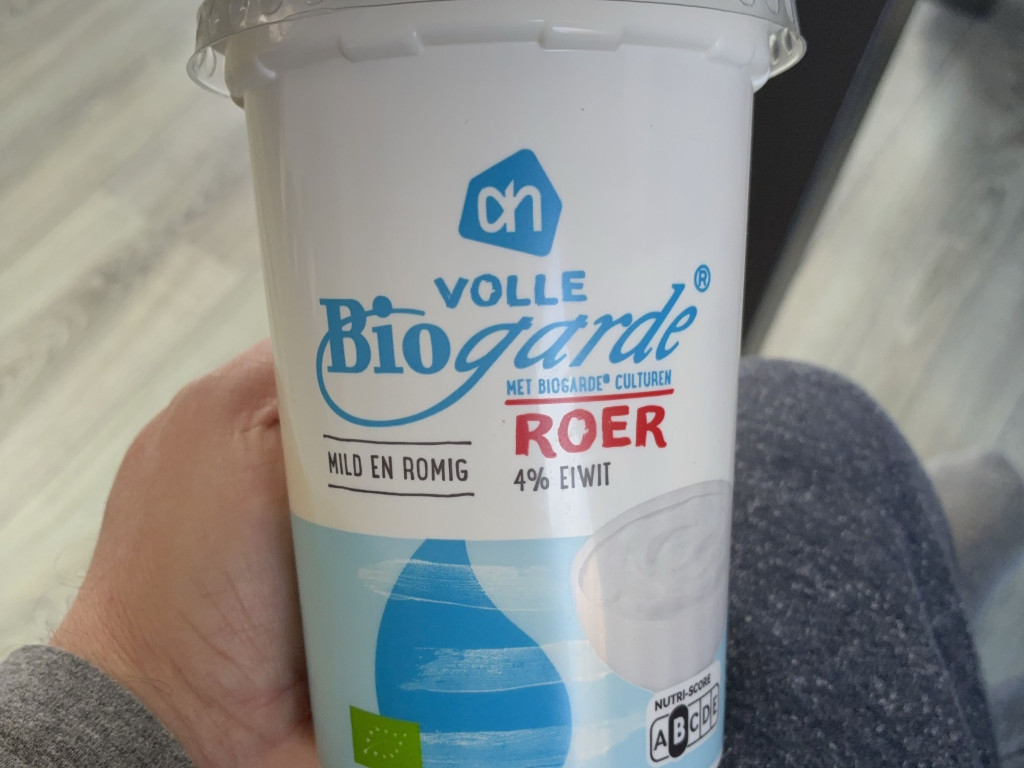 ah
VOLLE
Biogarde®
MET BIOGARDE® CULTUREN
ROER
MILD EN ROMIG
4% EIWIT
NUTRI-SCORE
A B C D E